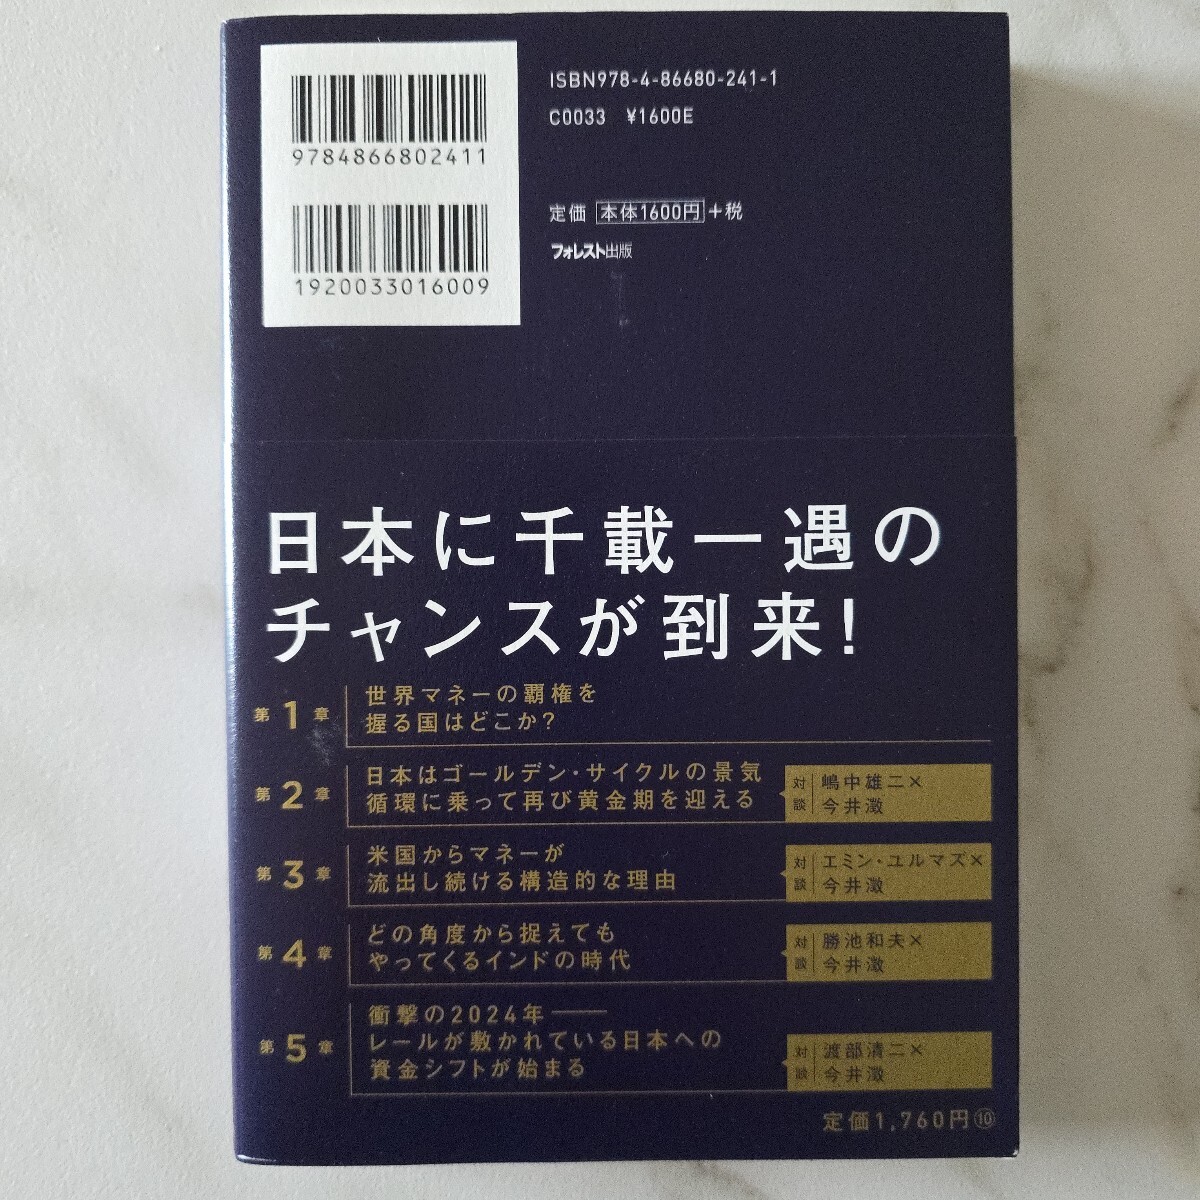 9784866802411
1920033016009
ISBN978-4-86680-241-1
C0033 ¥1600E
定価 本体1600円+税
フォレスト出版
日本に千載一遇の
チャンスが到来!
第1章
世界マネーの覇権を
握る国はどこか?
第2章
日本はゴールデン・サイクルの景気
循環に乗って再び黄金期を迎える
対談
嶋中雄二×
今井澂
第3章
米国からマネーが
流出し続ける構造的な理由
対談
エミン・ユルマズ×
今井澂
第4章
どの角度から捉えても
やってくるインドの時代
対談
勝池和夫×
今井澂
第5章
衝撃の2024年――
レールが敷かれている日本への
資金シフトが始まる
対談
渡部清二×
今井澂
定価1,760円⑩